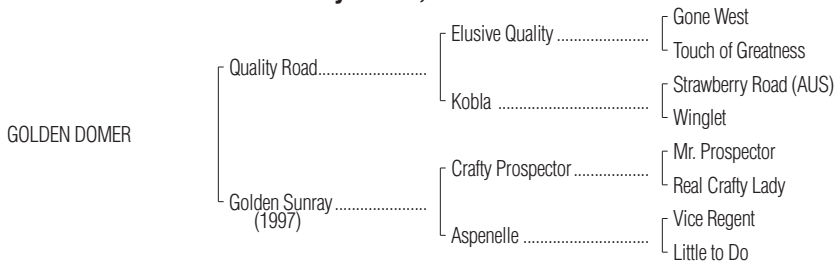 Gone West
Elusive Quality ....................
Touch of Greatness
Quality Road.......................
Strawberry Road (AUS)
Kobla ................................
Winglet
GOLDEN DOMER
Mr. Prospector
Crafty Prospector ................
Real Crafty Lady
Golden Sunray ...................
(1997)
Vice Regent
Aspenelle ..........................
Little to Do